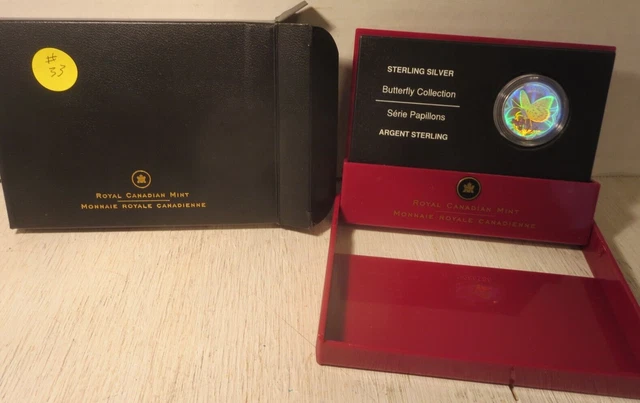 # 53
ROYAL CANADIAN MINT
MONNAIE ROYALE CANADIENNE
STERLING SILVER
Butterfly Collection
Série Papillons
ARGENT STERLING
ROYAL CANADIAN MINT
MONNAIE ROYALE CANADIENNE